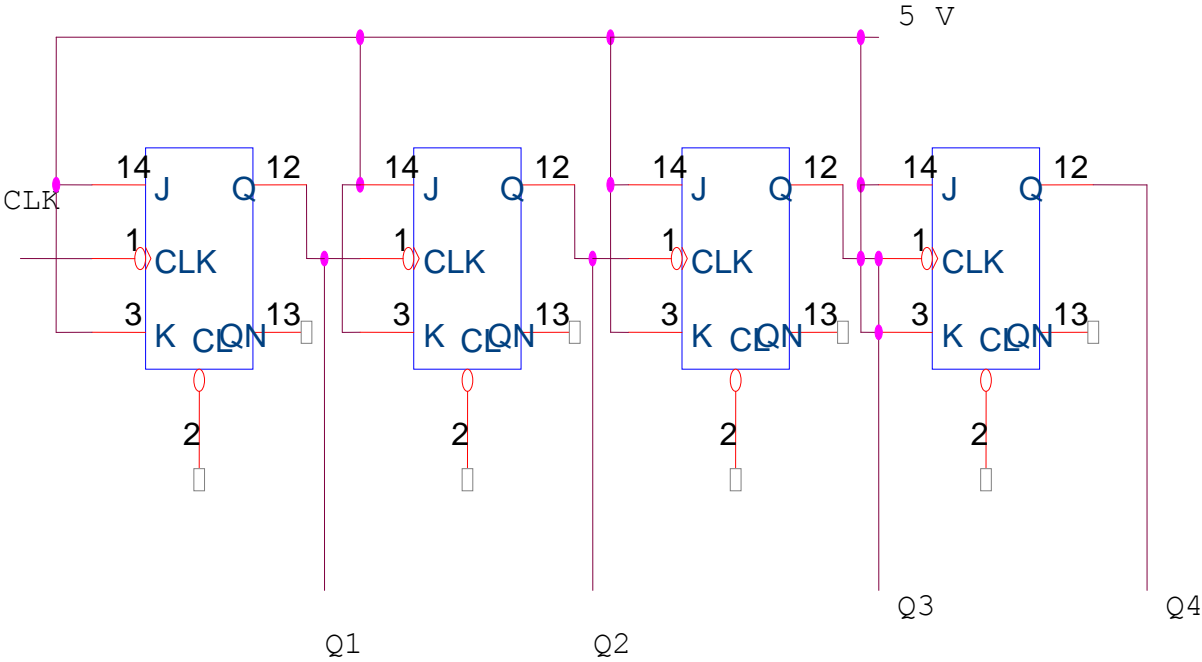 5 V
14 12 14 12 14 12 14 12
J Q J Q J Q J Q
CLK
1 1 1 1
CLK CLK CLK CLK
3 13 3 13 3 13 3 13
K CL QN K CL QN K CL QN K CL QN
2 2 2 2
Q3 Q4
Q1 Q2